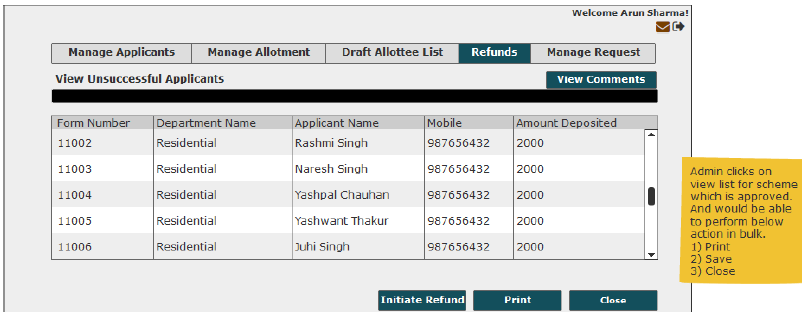 Welcome Arun Sharma!
Manage Applicants Manage Allotment Draft Allottee List Refunds Manage Request
View Unsuccessful Applicants View Comments
Form Number Department Name Applicant Name Mobile Amount Deposited
11002 Residential Rashmi Singh 987656432 2000
11003 Residential Naresh Singh 987656432 2000
11004 Residential Yashpal Chauhan 987656432 2000
11005 Residential Yashwant Thakur 987656432 2000
11006 Residential Juhi Singh 987656432 2000
Initiate Refund Print Close
Admin clicks on
view list for scheme
which is approved.
And would be able
to perform below
action in bulk.
1) Print
2) Save
3) Close